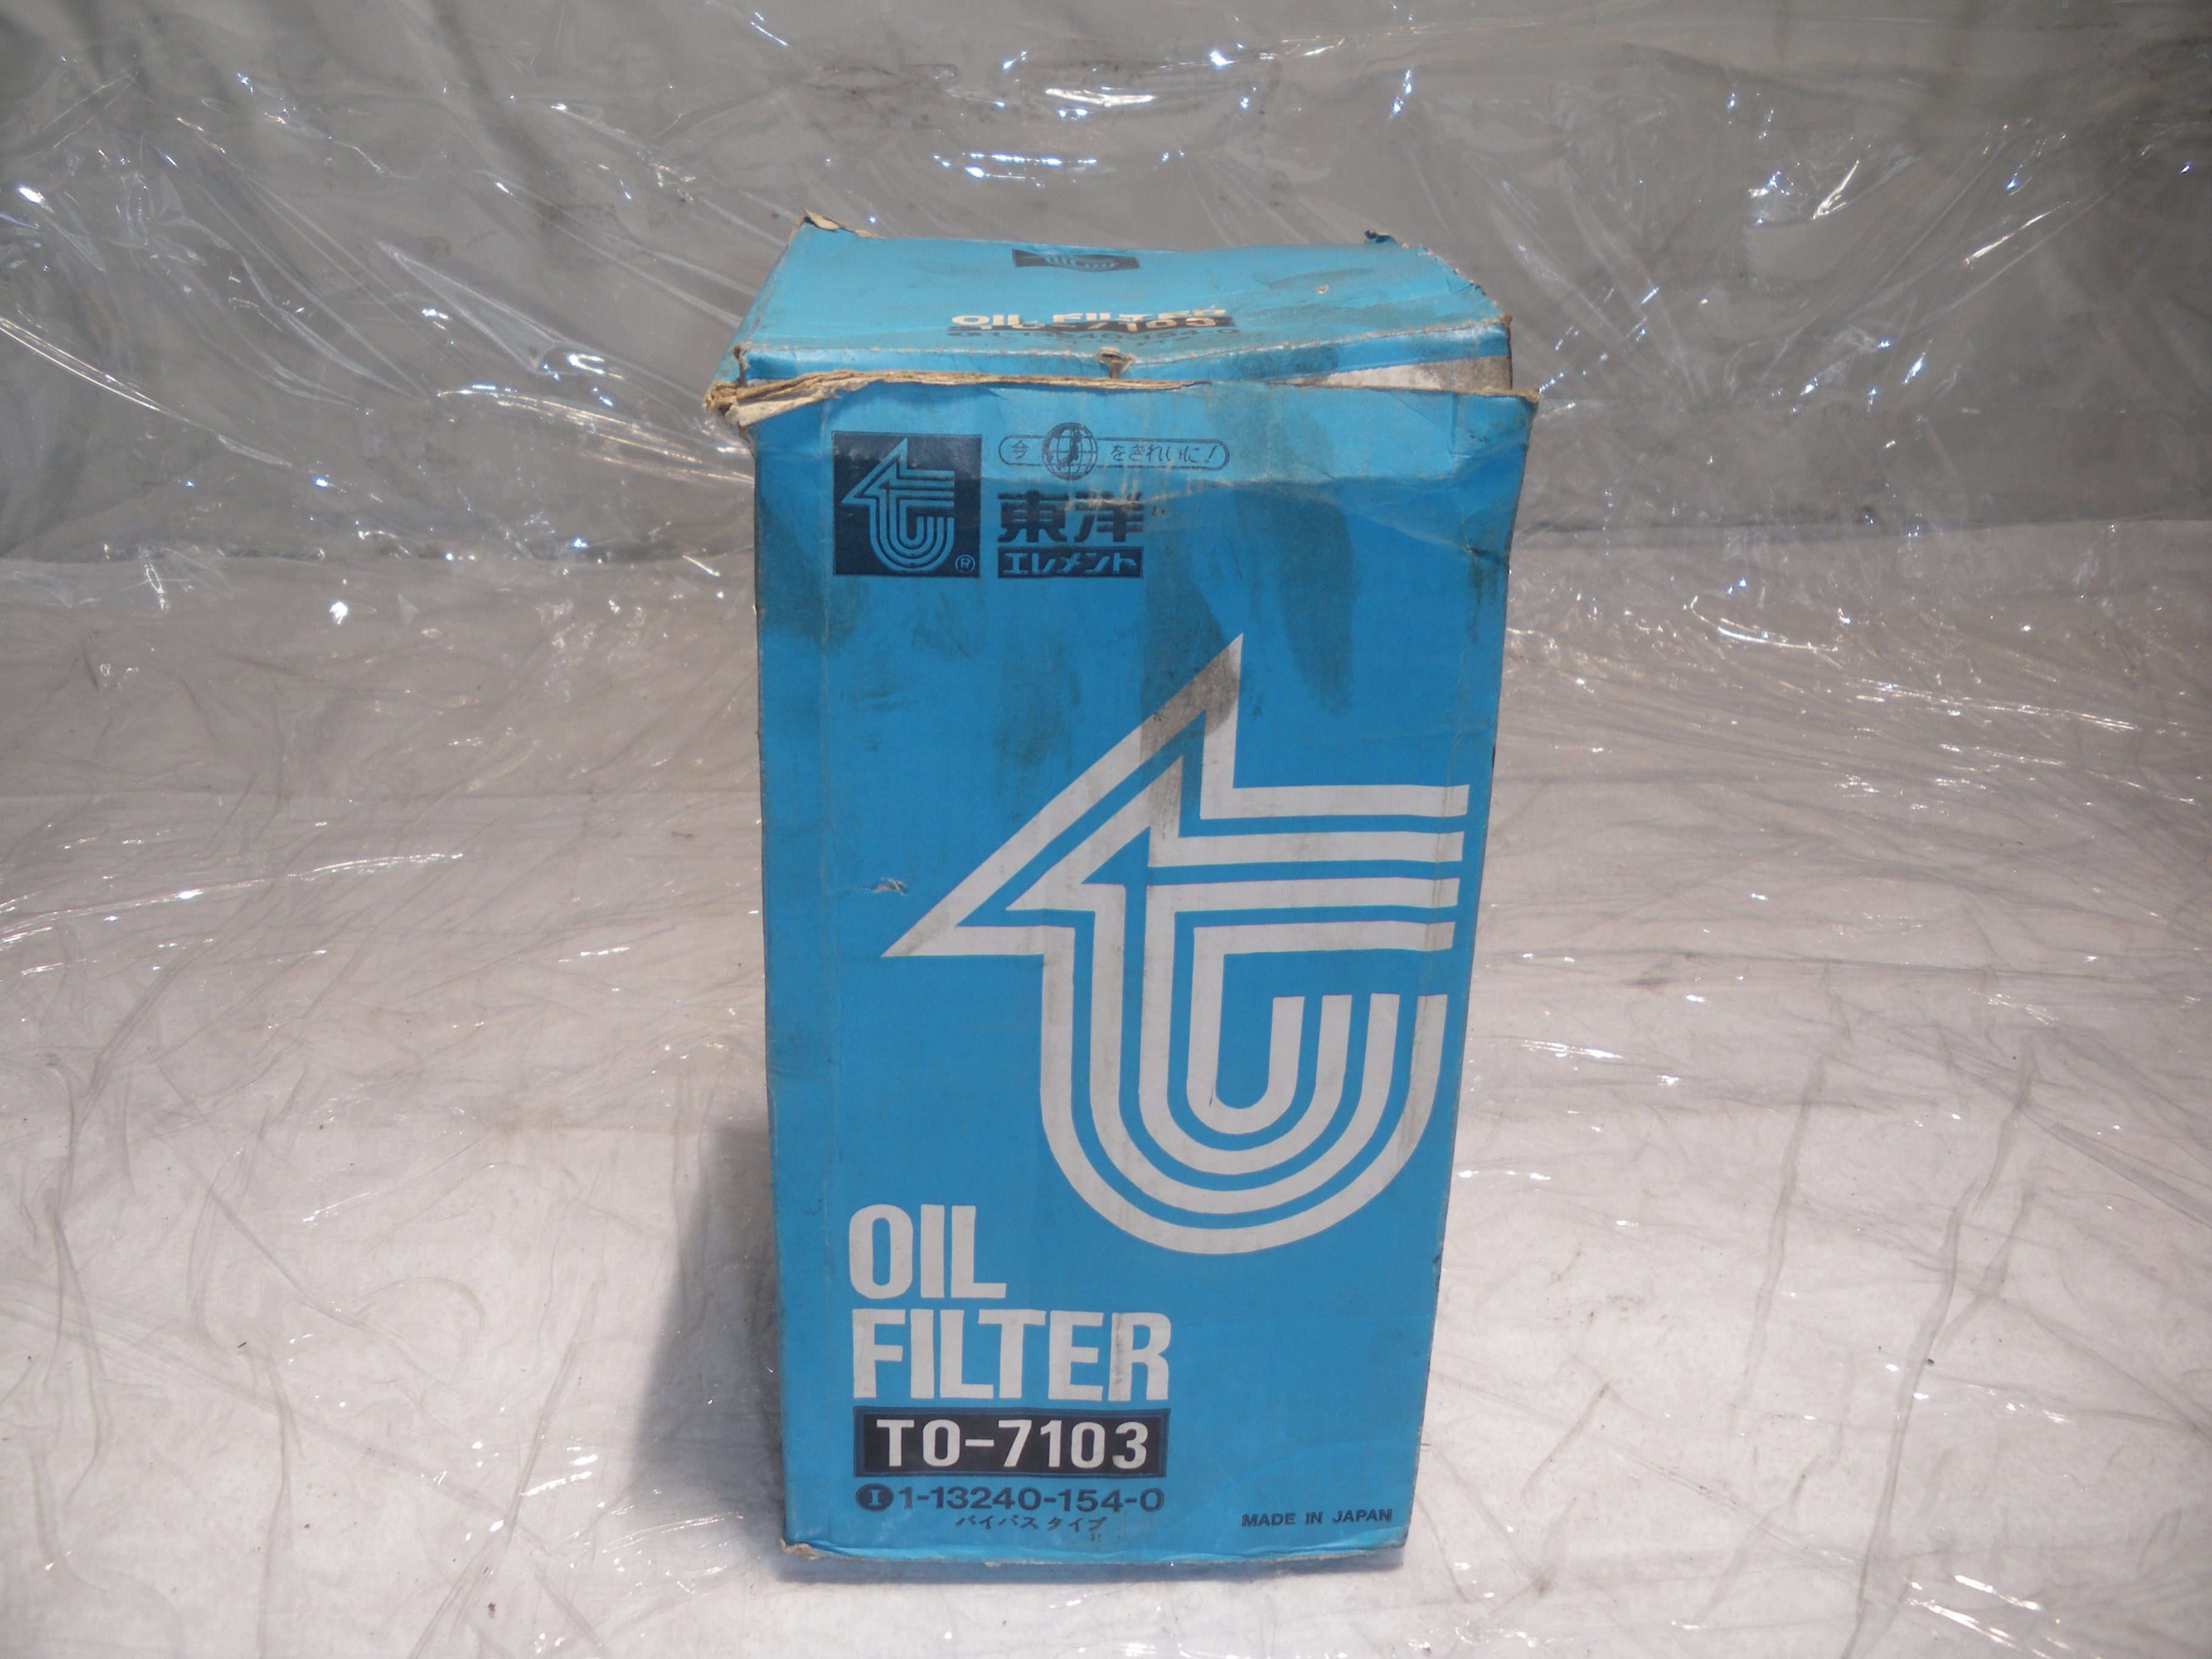 OIL FILTER
今 をきれいに!
東洋
エレメント
®
OIL
FILTER
TO-7103
I 1-13240-154-0
バイパスタイプ
MADE IN JAPAN